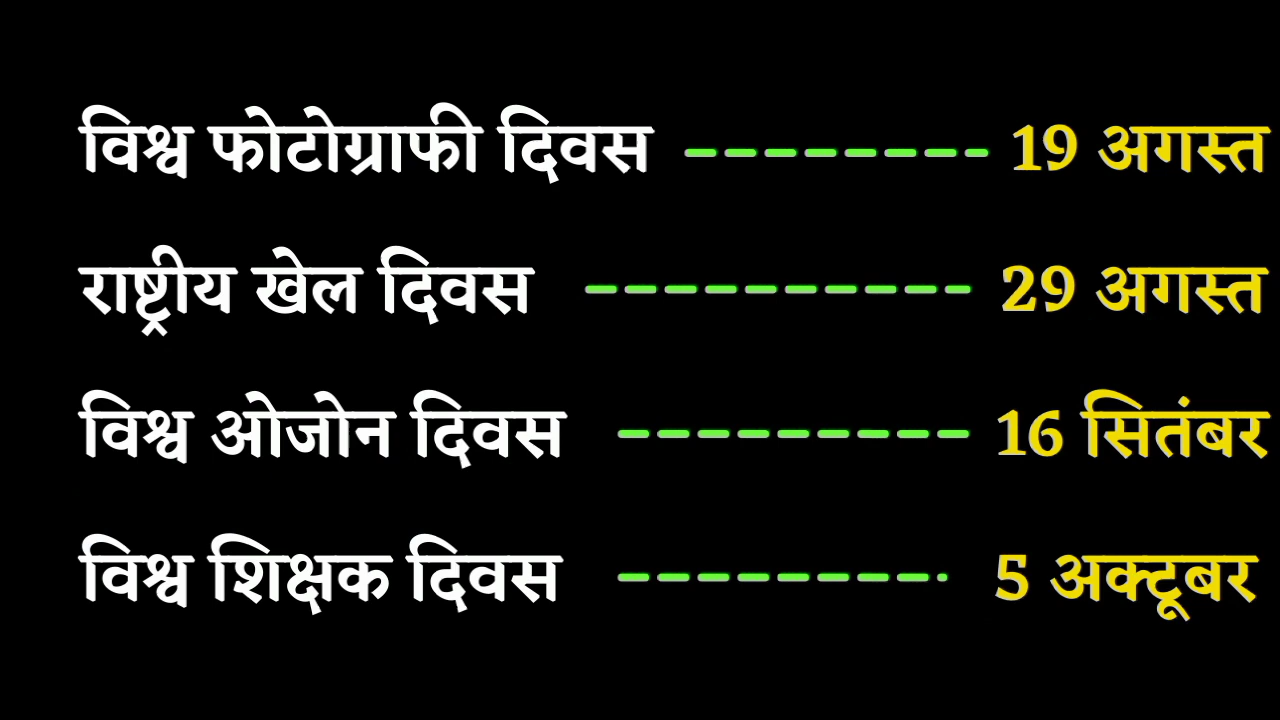 विश्व फोटोग्राफी दिवस -------- 19 अगस्त
राष्ट्रीय खेल दिवस ---------- 29 अगस्त
विश्व ओजोन दिवस --------- 16 सितंबर
विश्व शिक्षक दिवस --------- 5 अक्टूबर